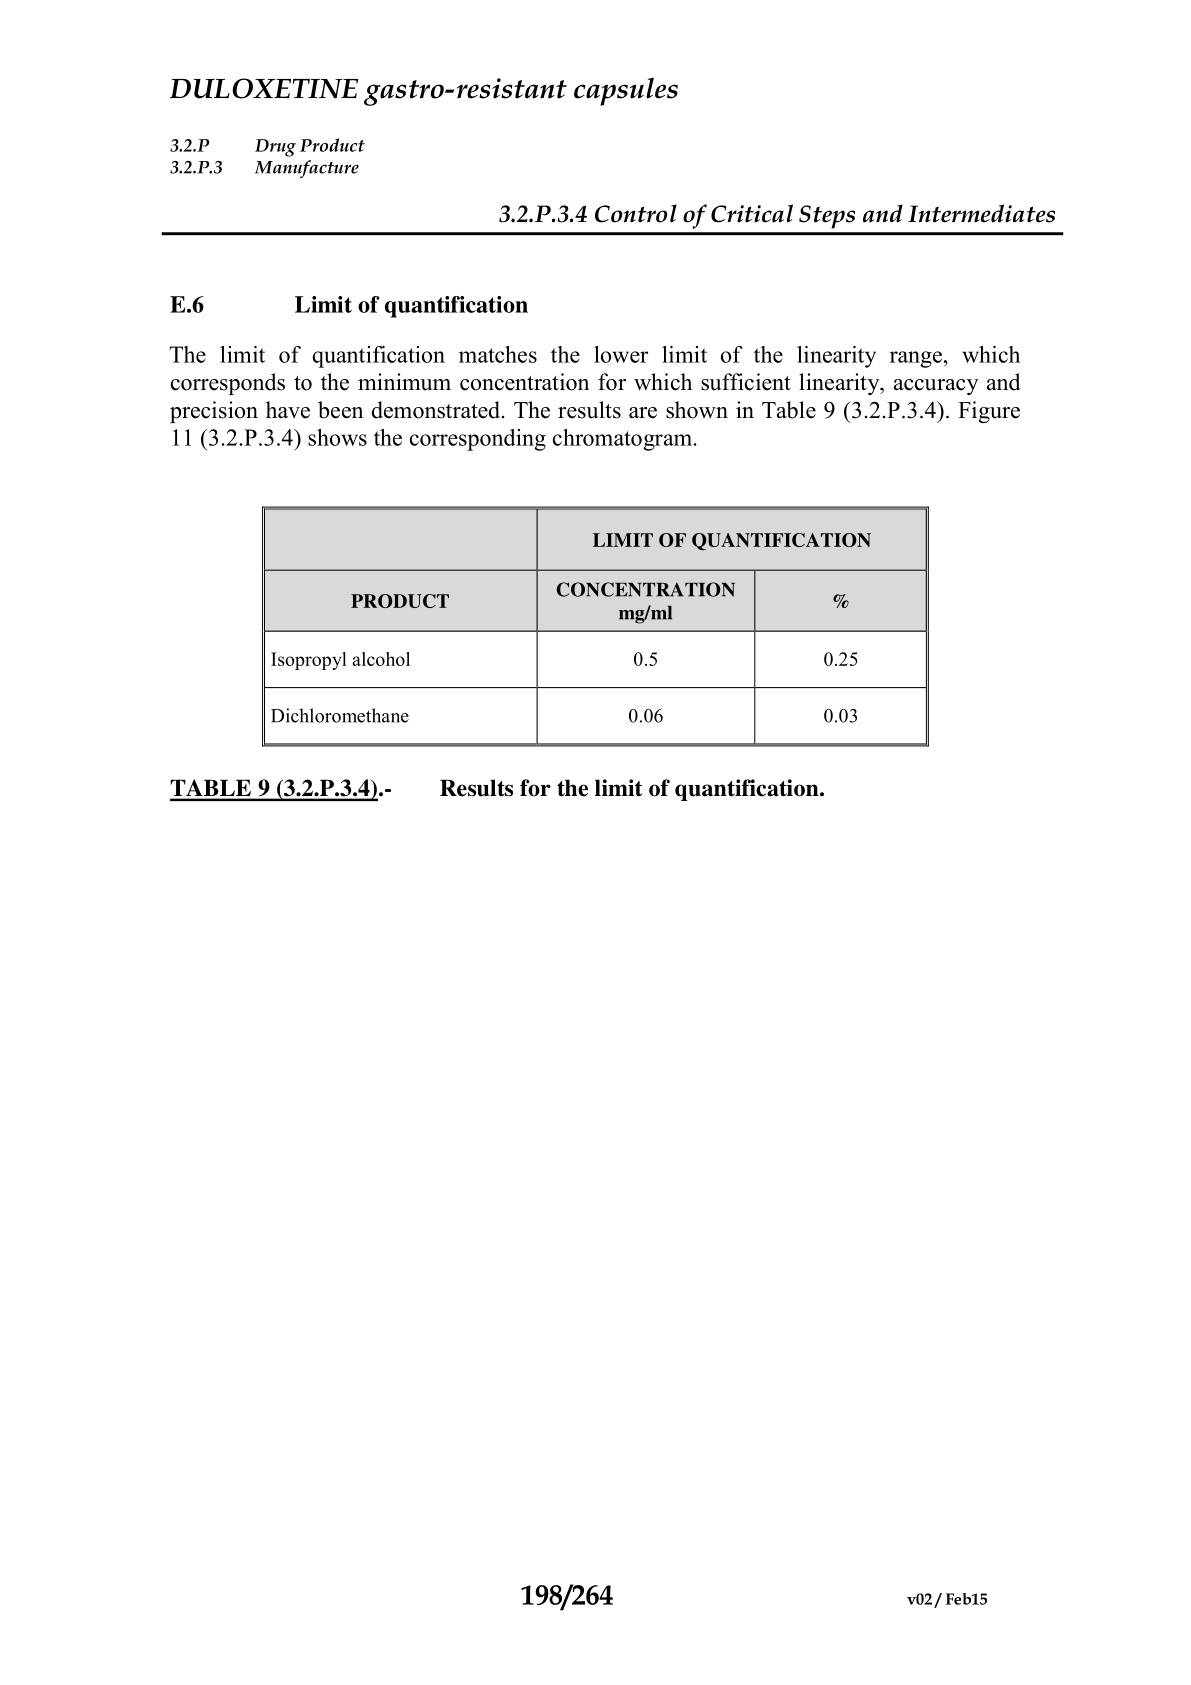 DULOXETINE gastro-resistant capsules
3.2.P Drug Product
3.2.P.3 Manufacture
3.2.P.3.4 Control of Critical Steps and Intermediates
E.6 Limit of quantification
The limit of quantification matches the lower limit of the linearity range, which
corresponds to the minimum concentration for which sufficient linearity, accuracy and
precision have been demonstrated. The results are shown in Table 9 (3.2.P.3.4). Figure
11 (3.2.P.3.4) shows the corresponding chromatogram.
LIMIT OF QUANTIFICATION
PRODUCT CONCENTRATION mg/ml %
Isopropyl alcohol 0.5 0.25
Dichloromethane 0.06 0.03
TABLE 9 (3.2.P.3.4).- Results for the limit of quantification.
198/264 v02 / Feb15